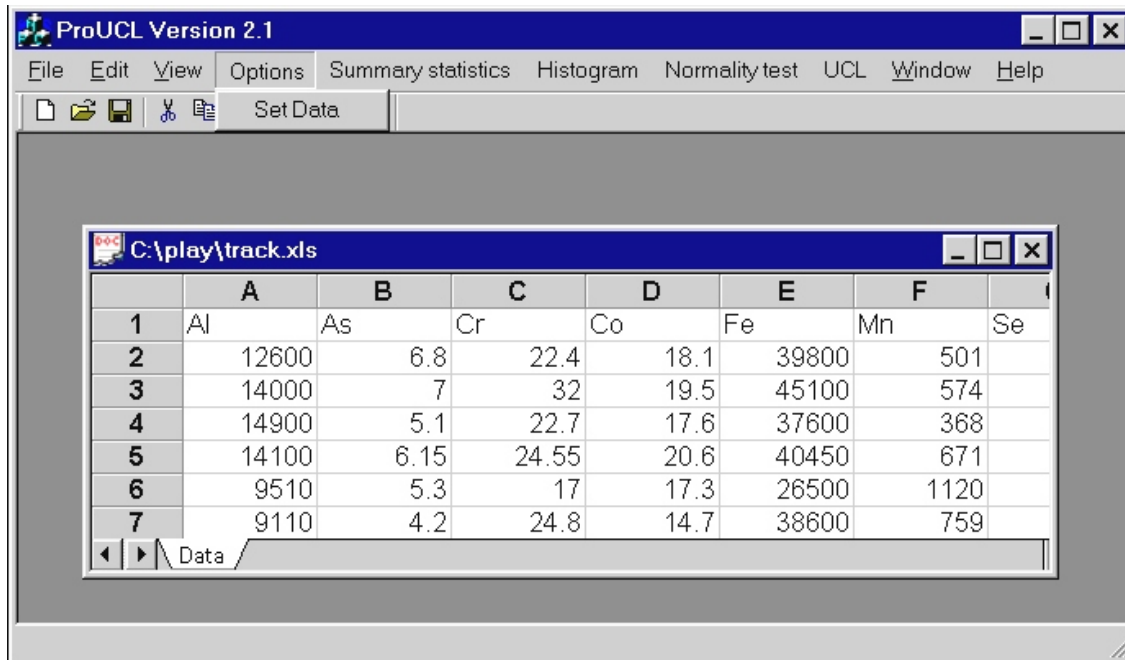 ProUCL Version 2.1
File Edit View Options Summary statistics Histogram Normality test UCL Window Help
Set Data
DOC C:\play\track.xls
A B C D E F
1 Al As Cr Co Fe Mn Se
2 12600 6.8 22.4 18.1 39800 501
3 14000 7 32 19.5 45100 574
4 14900 5.1 22.7 17.6 37600 368
5 14100 6.15 24.55 20.6 40450 671
6 9510 5.3 17 17.3 26500 1120
7 9110 4.2 24.8 14.7 38600 759
Data